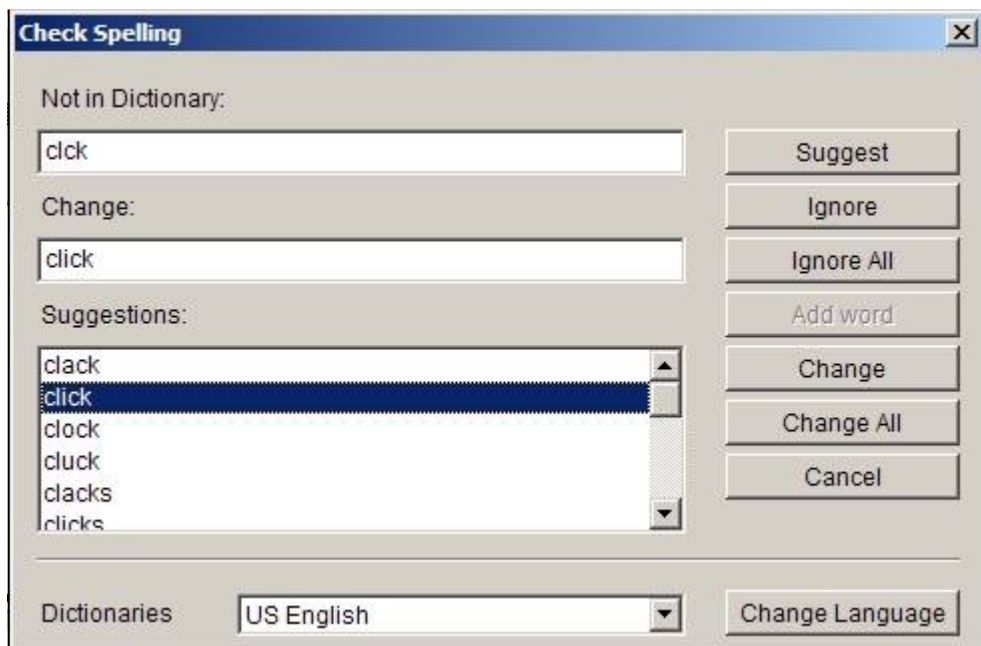 Check Spelling
Not in Dictionary:
clck
Suggest
Change:
Ignore
click
Ignore All
Suggestions:
Add word
clack
click
clock
cluck
clacks
clicks
Change
Change All
Cancel
Dictionaries
US English
Change Language